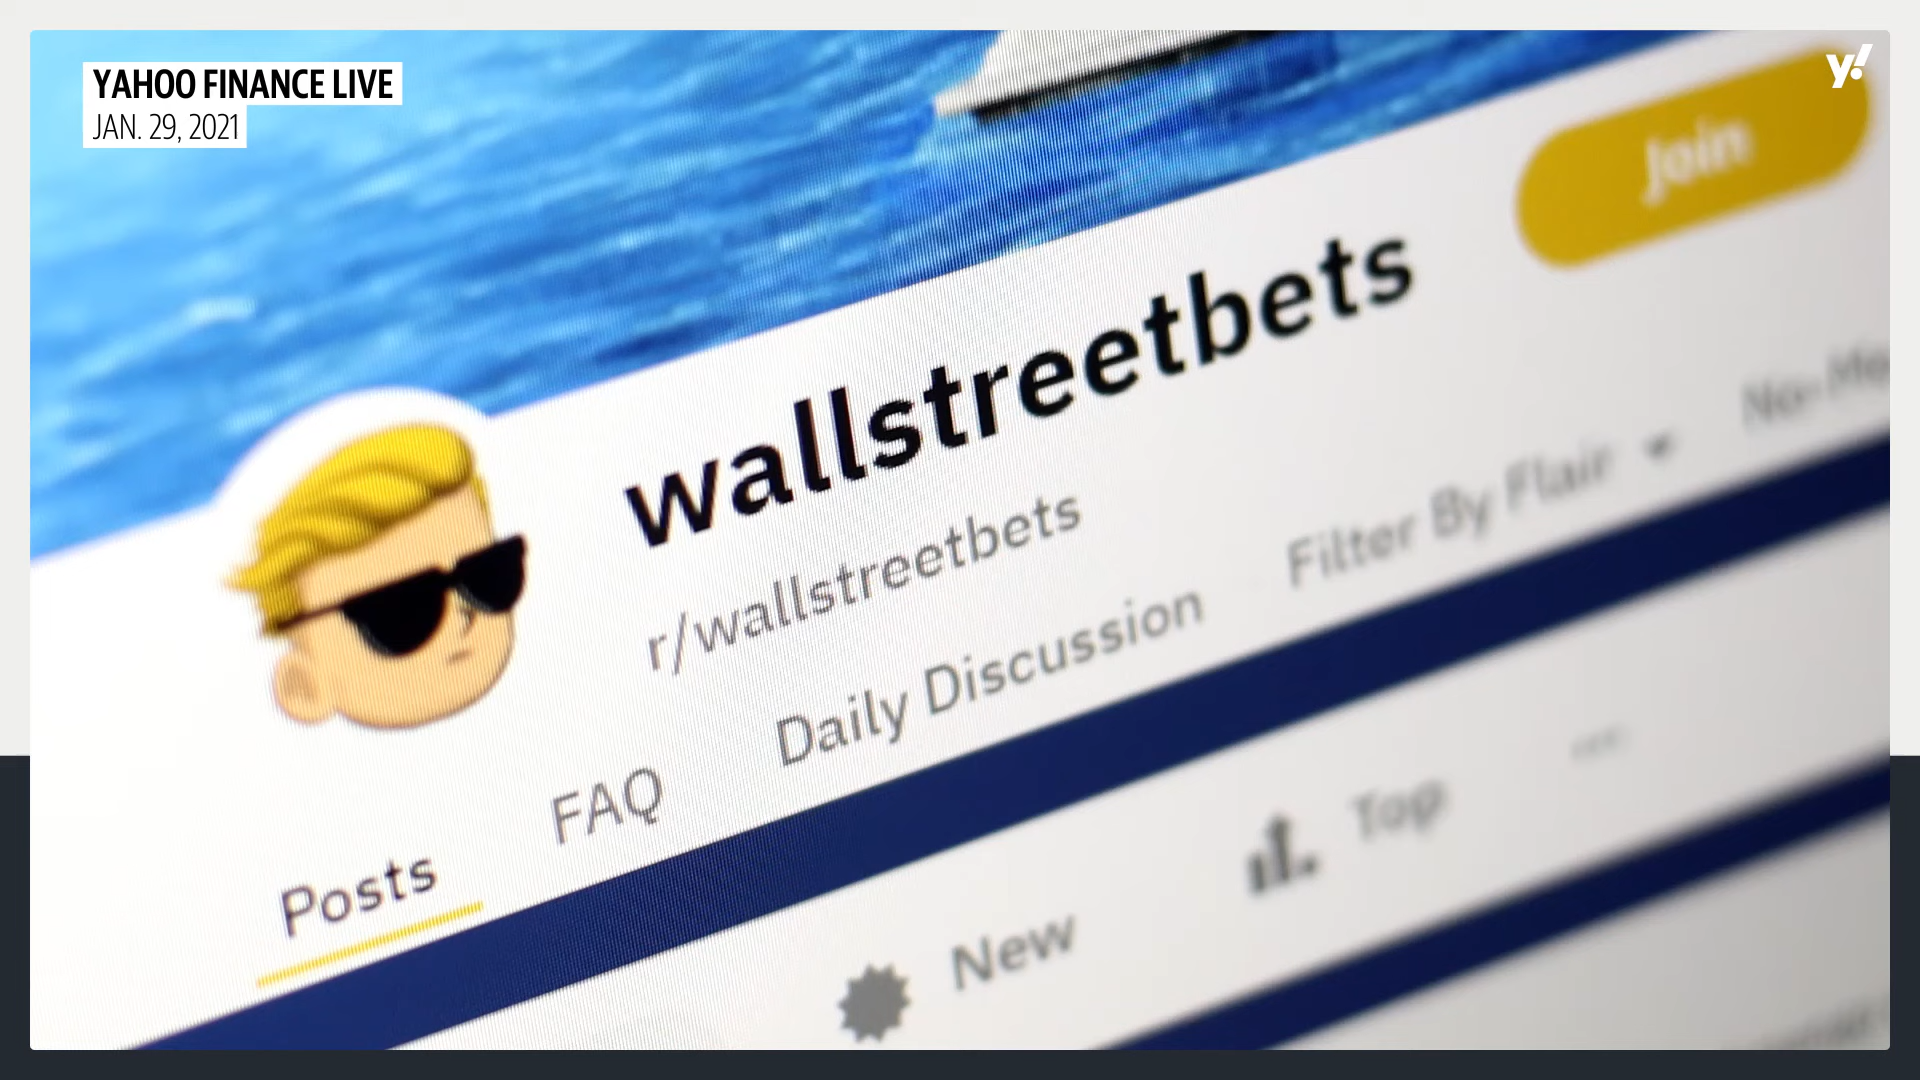 YAHOO FINANCE LIVE
JAN. 29, 2021
y!
Join
wallstreetbets
r/wallstreetbets
Posts FAQ Daily Discussion Filter By Flair
New Top